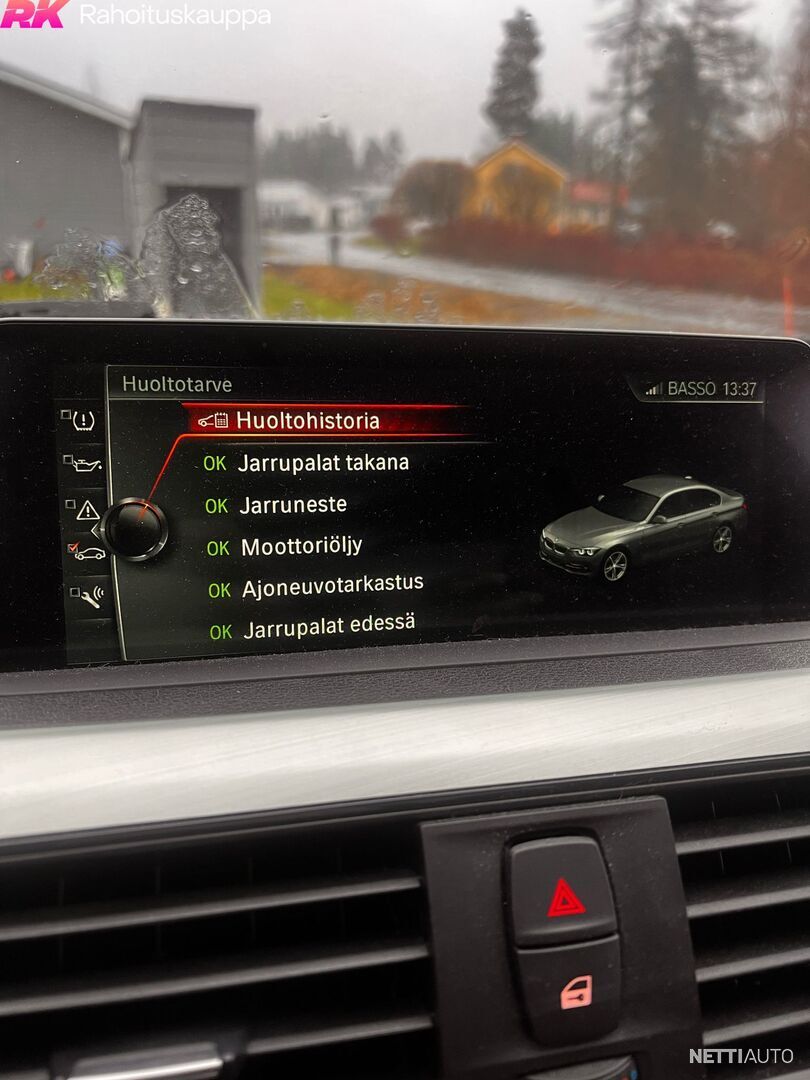 RK Rahoituskauppa
Huoltotarve
BASSO 13:37
Huoltohistoria
OK Jarrupalat takana
OK Jarruneste
OK Moottoriöljy
OK Ajoneuvotarkastus
OK Jarrupalat edessä
NETTIAUTO